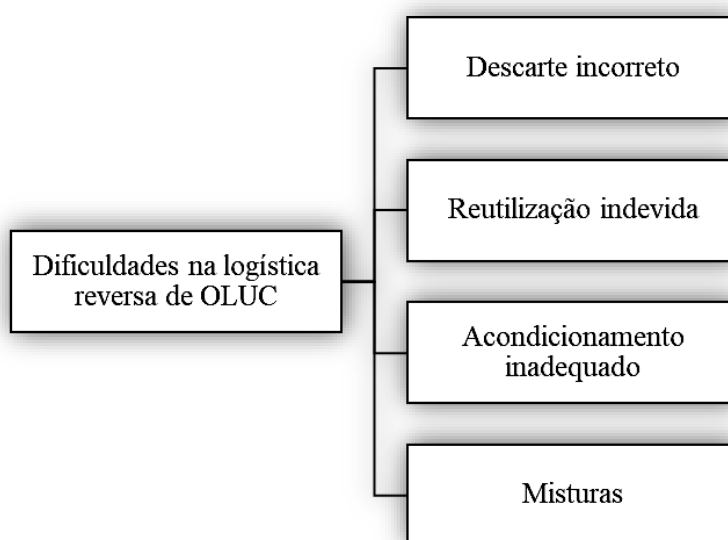 Descarte incorreto
Reutilização indevida
Dificuldades na logística
reversa de OLUC
Acondicionamento
inadequado
Misturas